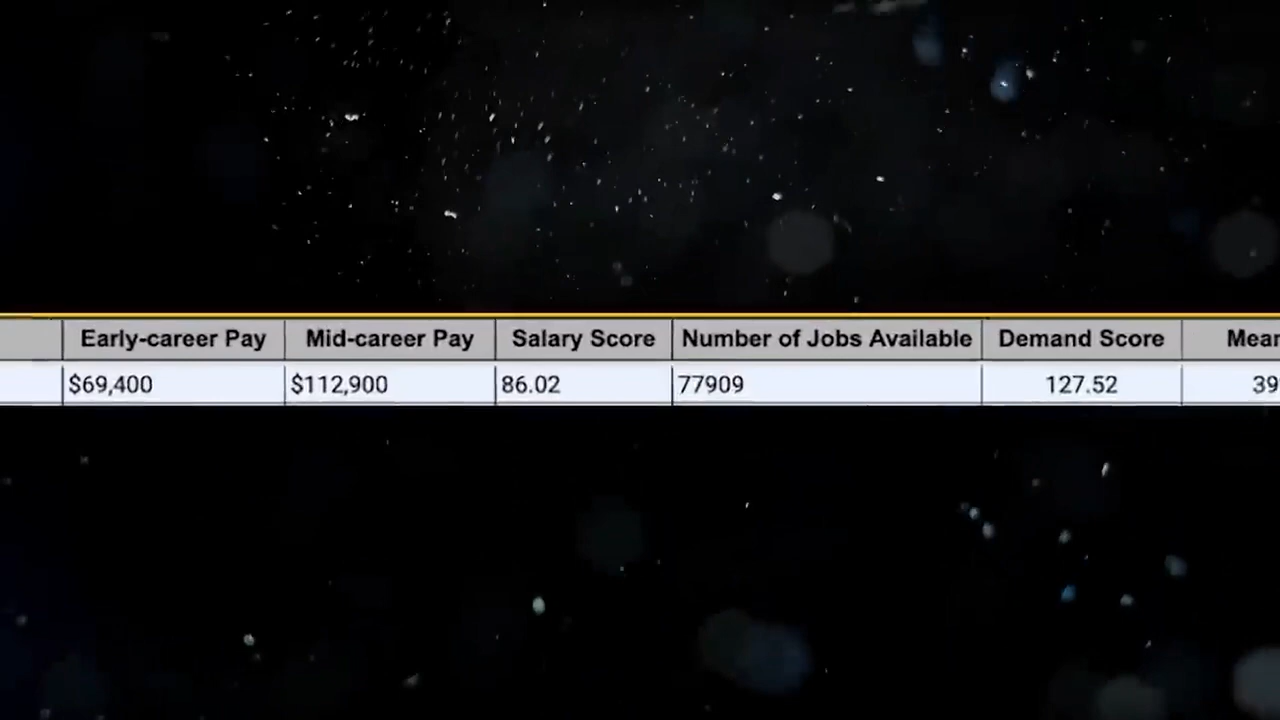 Early-career Pay Mid-career Pay Salary Score Number of Jobs Available Demand Score
$69,400 $112,900 86.02 77909 127.52 39